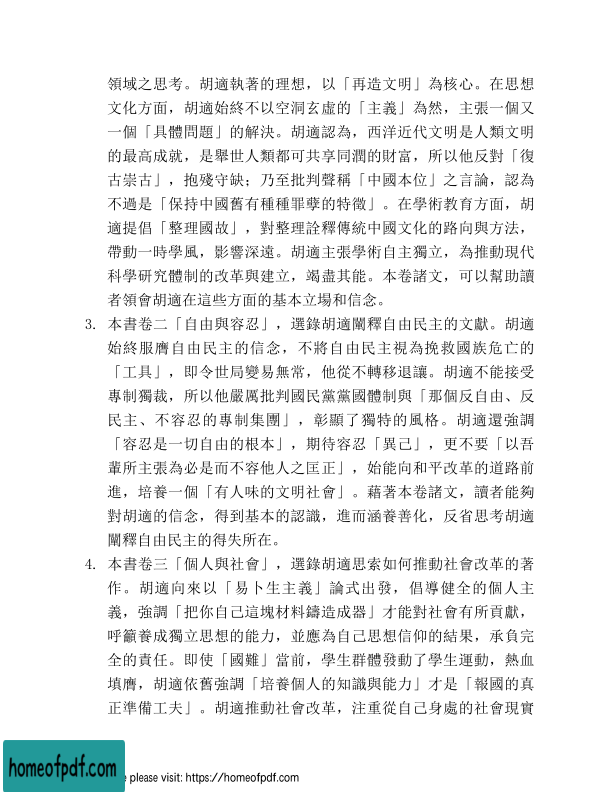 領域之思考。胡適執著的理想，以「再造文明」為核心。在思想
文化方面，胡適始終不以空洞玄虛的「主義」為然，主張一個又
一個「具體問題」的解決。胡適認為，西洋近代文明是人類文明
的最高成就，是舉世人類都可共享同潤的財富，所以他反對「復
古崇古」，抱殘守缺；乃至批判聲稱「中國本位」之言論，認為
不過是「保持中國舊有種種罪孽的特徵」。在學術教育方面，胡
適提倡「整理國故」，對整理詮釋傳統中國文化的路向與方法，
帶動一時學風，影響深遠。胡適主張學術自主獨立，為推動現代
科學研究體制的改革與建立，竭盡其能。本卷諸文，可以幫助讀
者領會胡適在這些方面的基本立場和信念。
3. 本書卷二「自由與容忍」，選錄胡適闡釋自由民主的文獻。胡適
始終服膺自由民主的信念，不將自由民主視為挽救國族危亡的
「工具」，即令世局變易無常，他從不轉移退讓。胡適不能接受
專制獨裁，所以他嚴厲批判國民黨黨國體制與「那個反自由、反
民主、不容忍的專制集團」，彰顯了獨特的風格。胡適還強調
「容忍是一切自由的根本」，期待容忍「異己」，更不要「以吾
輩所主張為必是而不容他人之匡正」，始能向和平改革的道路前
進，培養一個「有人味的文明社會」。藉著本卷諸文，讀者能夠
對胡適的信念，得到基本的認識，進而涵養善化，反省思考胡適
闡釋自由民主的得失所在。
4. 本書卷三「個人與社會」，選錄胡適思索如何推動社會改革的著
作。胡適向來以「易卜生主義」論式出發，倡導健全的個人主
義，強調「把你自己這塊材料鑄造成器」才能對社會有所貢獻，
呼籲養成獨立思想的能力，並應為自己思想信仰的結果，承負完
全的責任。即使「國難」當前，學生群體發動了學生運動，熱血
填膺，胡適依舊強調「培養個人的知識與能力」才是「報國的真
正準備工夫」。胡適推動社會改革，注重從自己身處的社會現實
homeofpdf.com
please visit: https://homeofpdf.com